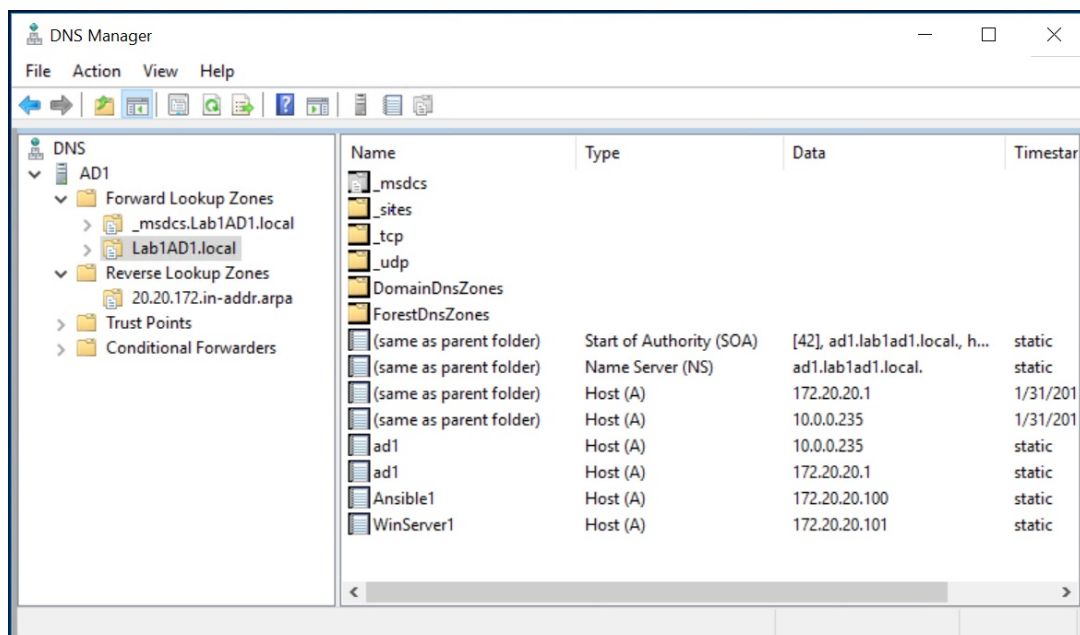 DNS Manager
File Action View Help
DNS
AD1
Forward Lookup Zones
_msdcs.Lab1AD1.local
Lab1AD1.local
Reverse Lookup Zones
20.20.172.in-addr.arpa
Trust Points
Conditional Forwarders
Name Type Data Timestar
_msdcs
_sites
_tcp
_udp
DomainDnsZones
ForestDnsZones
(same as parent folder) Start of Authority (SOA) [42], ad1.lab1ad1.local., h... static
(same as parent folder) Name Server (NS) ad1.lab1ad1.local. static
(same as parent folder) Host (A) 172.20.20.1 1/31/201
(same as parent folder) Host (A) 10.0.0.235 1/31/201
ad1 Host (A) 10.0.0.235 static
ad1 Host (A) 172.20.20.1 static
Ansible1 Host (A) 172.20.20.100 static
WinServer1 Host (A) 172.20.20.101 static